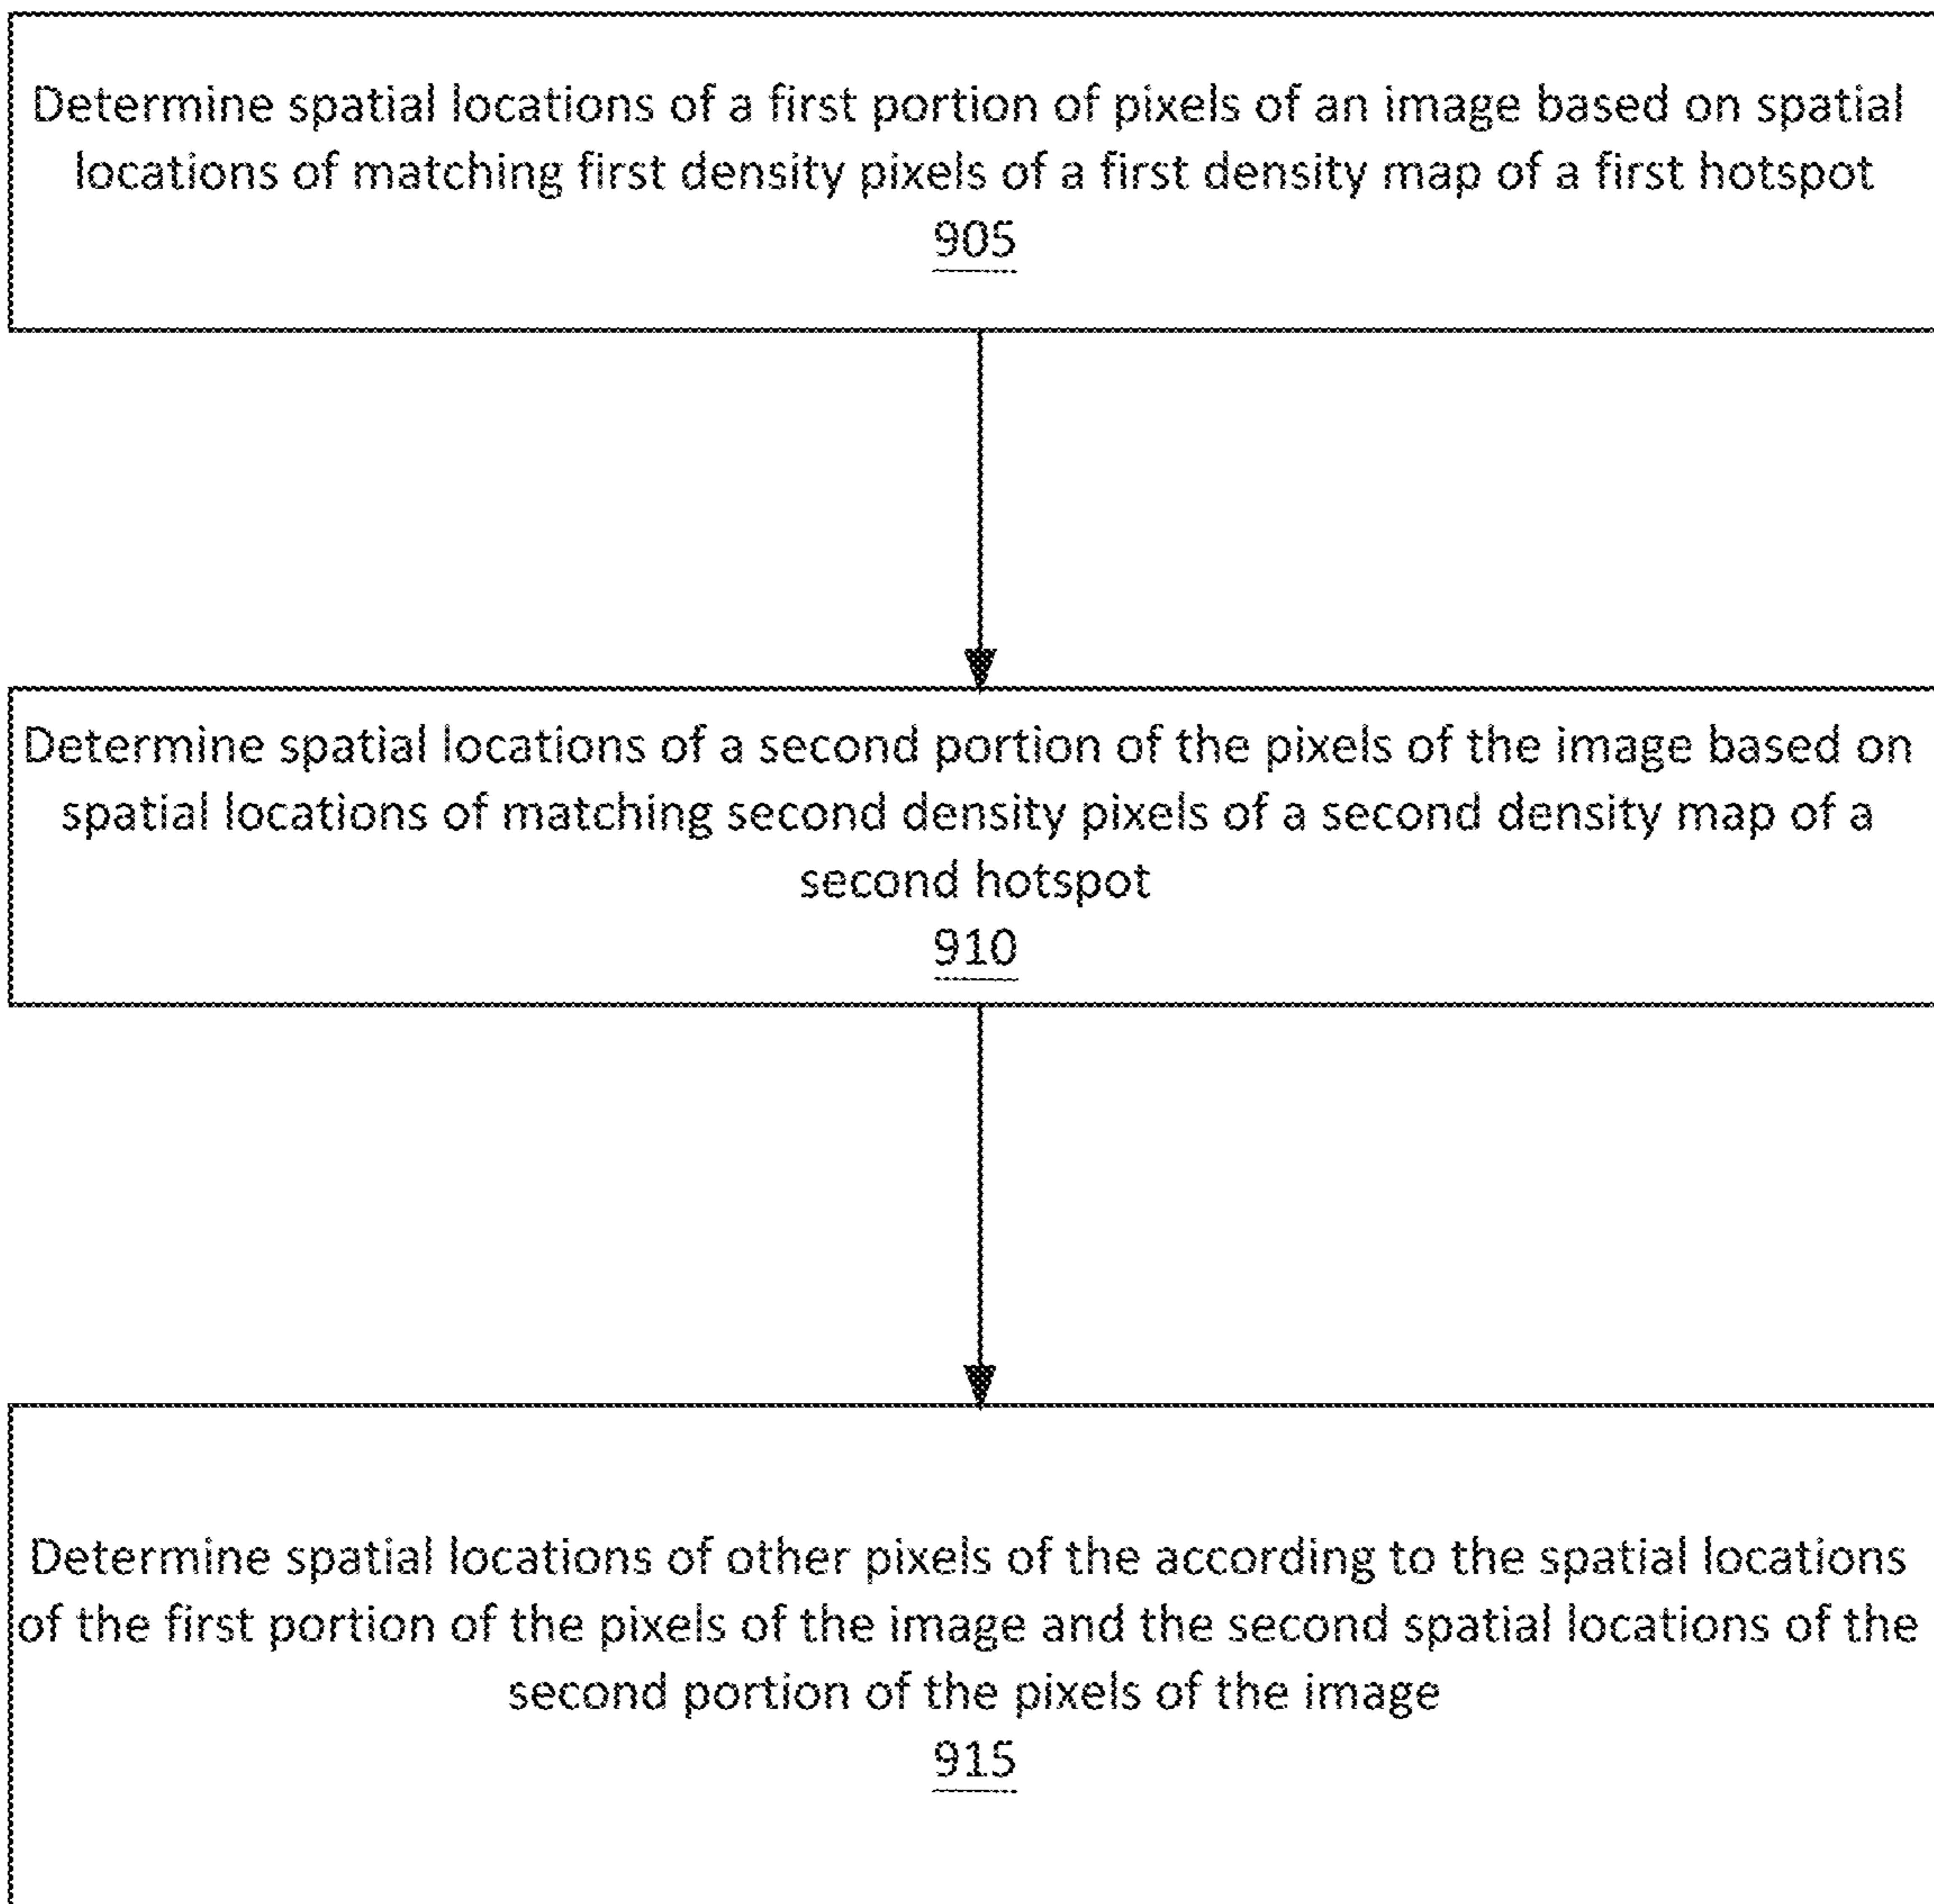 Determine spatial locations of a first portion of pixels of an image based on spatial
locations of matching first density pixels of a first density map of a first hotspot
905
Determine spatial locations of a second portion of the pixels of the image based on
spatial locations of matching second density pixels of a second density map of a
second hotspot
910
Determine spatial locations of other pixels of the according to the spatial locations
of the first portion of the pixels of the image and the second spatial locations of the
second portion of the pixels of the image
915